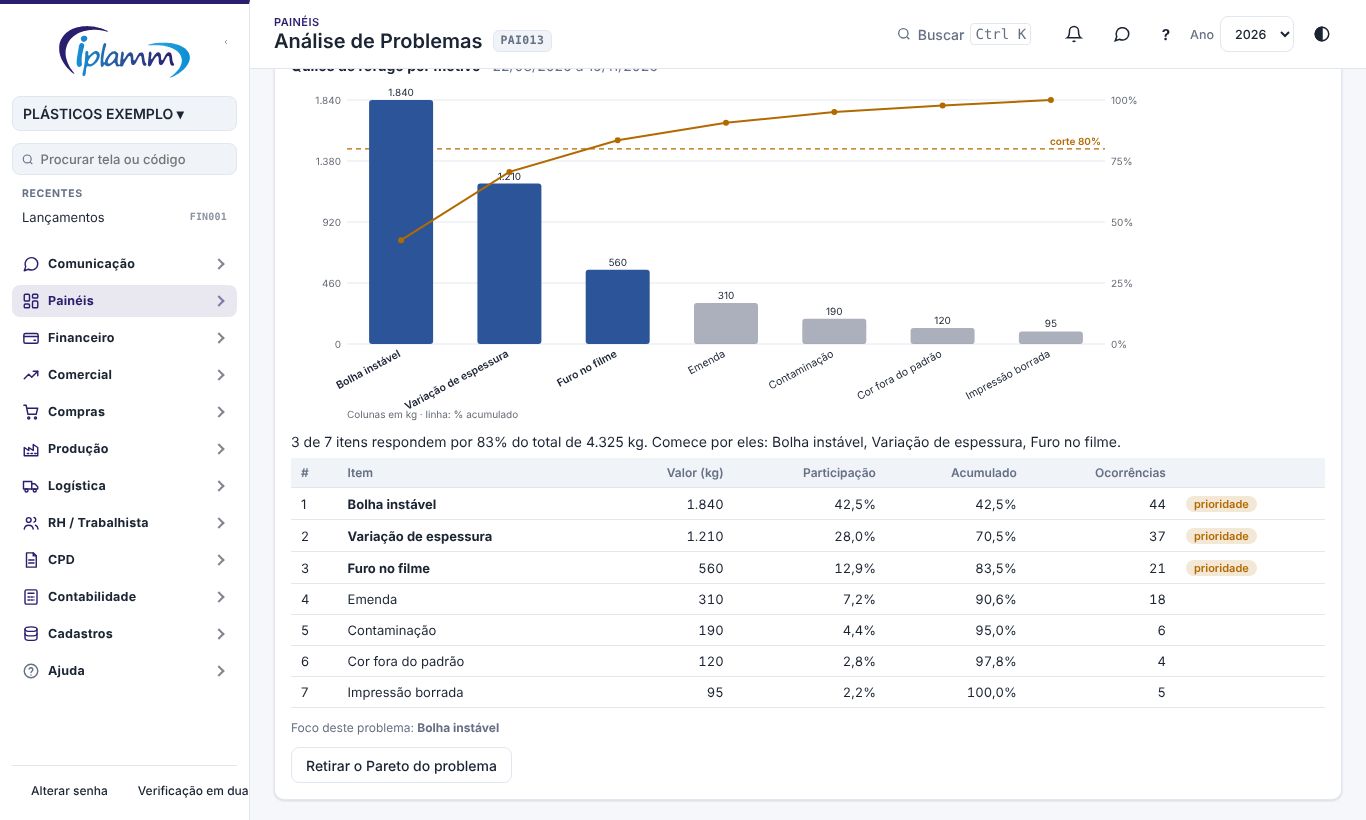 iplamm
‹
PLÁSTICOS EXEMPLO ▾
Procurar tela ou código
RECENTES
Lançamentos FIN001
Comunicação
Painéis
Financeiro
Comercial
Compras
Produção
Logística
RH / Trabalhista
CPD
Contabilidade
Cadastros
Ajuda
Alterar senha Verificação em dua
PAINÉIS
Análise de Problemas PAI013
Buscar Ctrl K ? Ano 2026
1.840 1.840 100%
corte 80%
1.380 1.210 75%
920 50%
560
460 310 25%
190 120 95
0 0%
Bolha instável Variação de espessura Furo no filme Emenda Contaminação Cor fora do padrão Impressão borrada
Colunas em kg · linha: % acumulado
3 de 7 itens respondem por 83% do total de 4.325 kg. Comece por eles: Bolha instável, Variação de espessura, Furo no filme.
# Item Valor (kg) Participação Acumulado Ocorrências
1 Bolha instável 1.840 42,5% 42,5% 44 prioridade
2 Variação de espessura 1.210 28,0% 70,5% 37 prioridade
3 Furo no filme 560 12,9% 83,5% 21 prioridade
4 Emenda 310 7,2% 90,6% 18
5 Contaminação 190 4,4% 95,0% 6
6 Cor fora do padrão 120 2,8% 97,8% 4
7 Impressão borrada 95 2,2% 100,0% 5
Foco deste problema: Bolha instável
Retirar o Pareto do problema